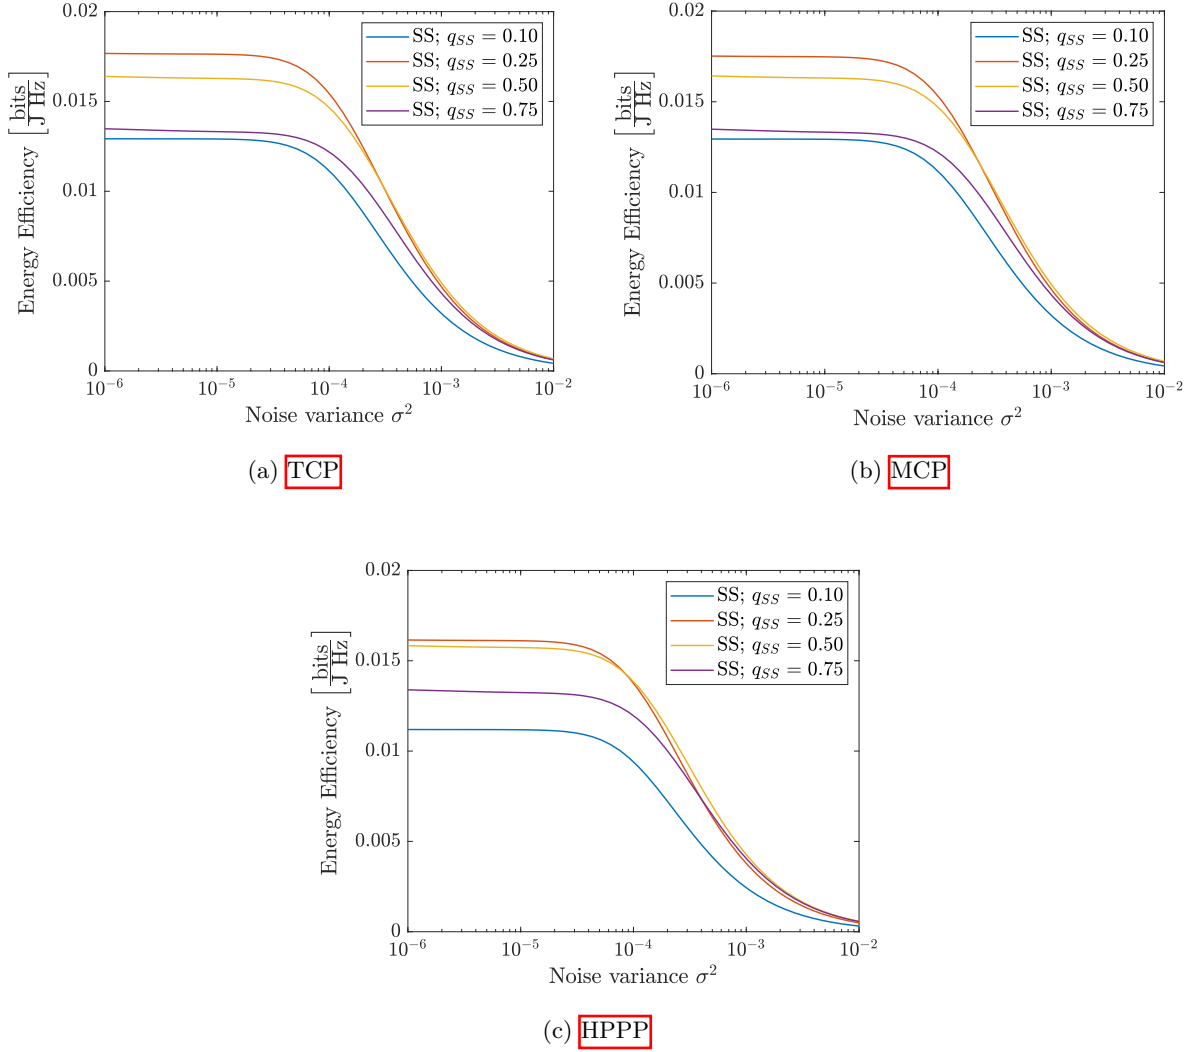 0.02
0.015
0.01
0.005
0
10^-6
10^-5
10^-4
10^-3
10^-2
Energy Efficiency [bits / J Hz]
Noise variance σ^2
SS; q_SS = 0.10
SS; q_SS = 0.25
SS; q_SS = 0.50
SS; q_SS = 0.75
(a) TCP
0.02
0.015
0.01
0.005
0
10^-6
10^-5
10^-4
10^-3
10^-2
Energy Efficiency [bits / J Hz]
Noise variance σ^2
SS; q_SS = 0.10
SS; q_SS = 0.25
SS; q_SS = 0.50
SS; q_SS = 0.75
(b) MCP
0.02
0.015
0.01
0.005
0
10^-6
10^-5
10^-4
10^-3
10^-2
Energy Efficiency [bits / J Hz]
Noise variance σ^2
SS; q_SS = 0.10
SS; q_SS = 0.25
SS; q_SS = 0.50
SS; q_SS = 0.75
(c) HPPP